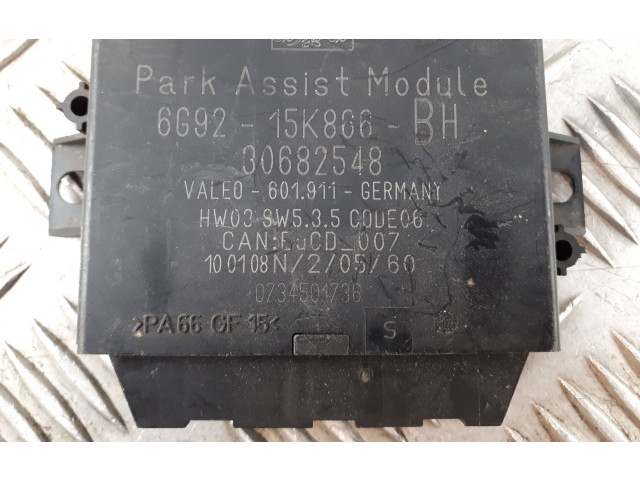 Park Assist Module
6G92 - 15K866 - BH
30682548
VALEO - 601.911 - GERMANY
HW03 SW5.3.5 CODE06
CAN: EUCD_007
100108N/2/05/60
0734501736
>PA66 GF 15<
S